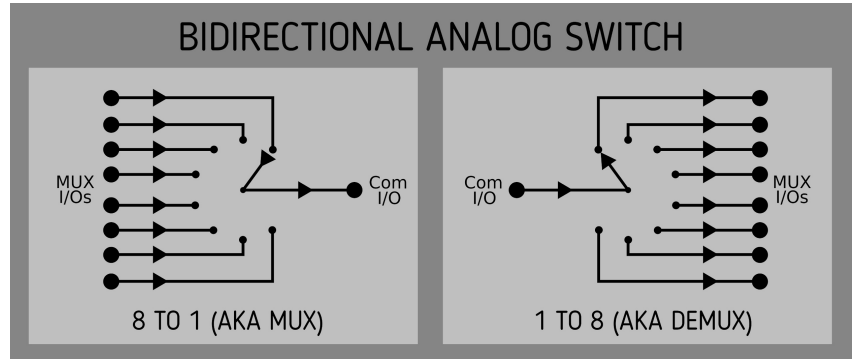 BIDIRECTIONAL ANALOG SWITCH
MUX
I/Os
Com
I/O
8 TO 1 (AKA MUX)
Com
I/O
MUX
I/Os
1 TO 8 (AKA DEMUX)